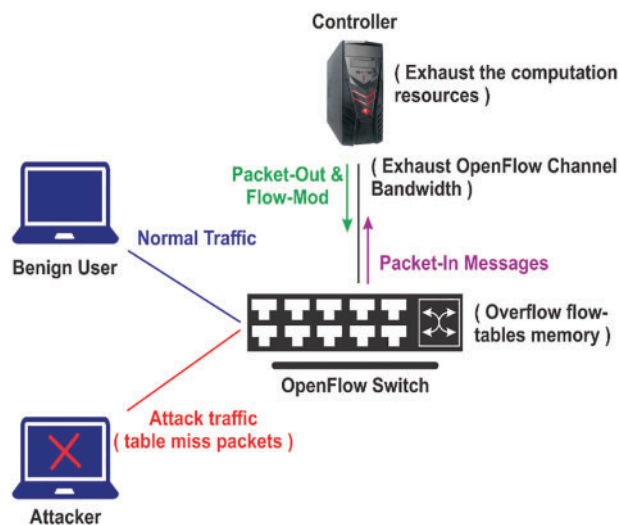 Controller
( Exhaust the computation
resources )
Packet-Out &
Flow-Mod
( Exhaust OpenFlow Channel
Bandwidth )
Normal Traffic
Packet-In Messages
Benign User
( Overflow flow-
tables memory )
OpenFlow Switch
Attack traffic
( table miss packets )
Attacker